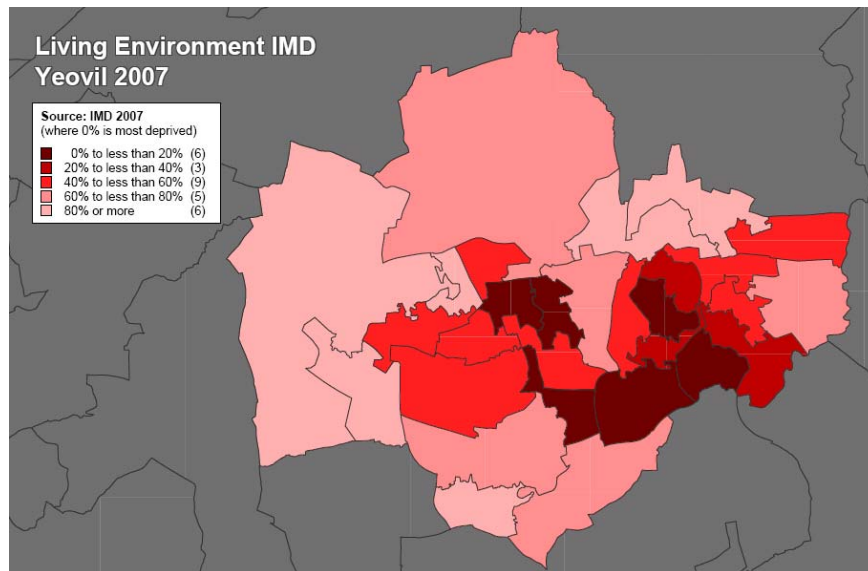 Living Environment IMD
Yeovil 2007
Source: IMD 2007
(where 0% is most deprived)
0% to less than 20% (6)
20% to less than 40% (3)
40% to less than 60% (9)
60% to less than 80% (5)
80% or more (6)